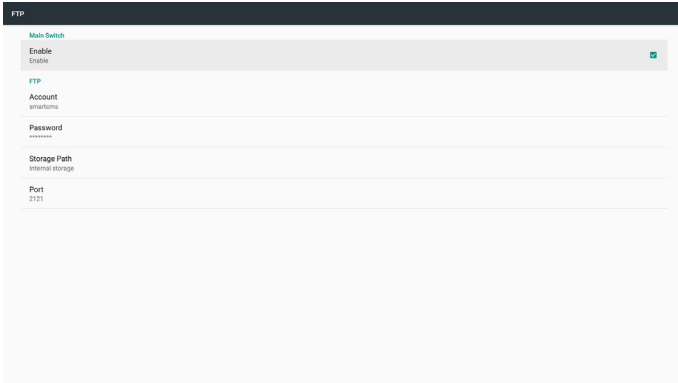 FTP
Main Switch
Enable
Enable
FTP
Account
smartcms
Password
********
Storage Path
Internal storage
Port
2121